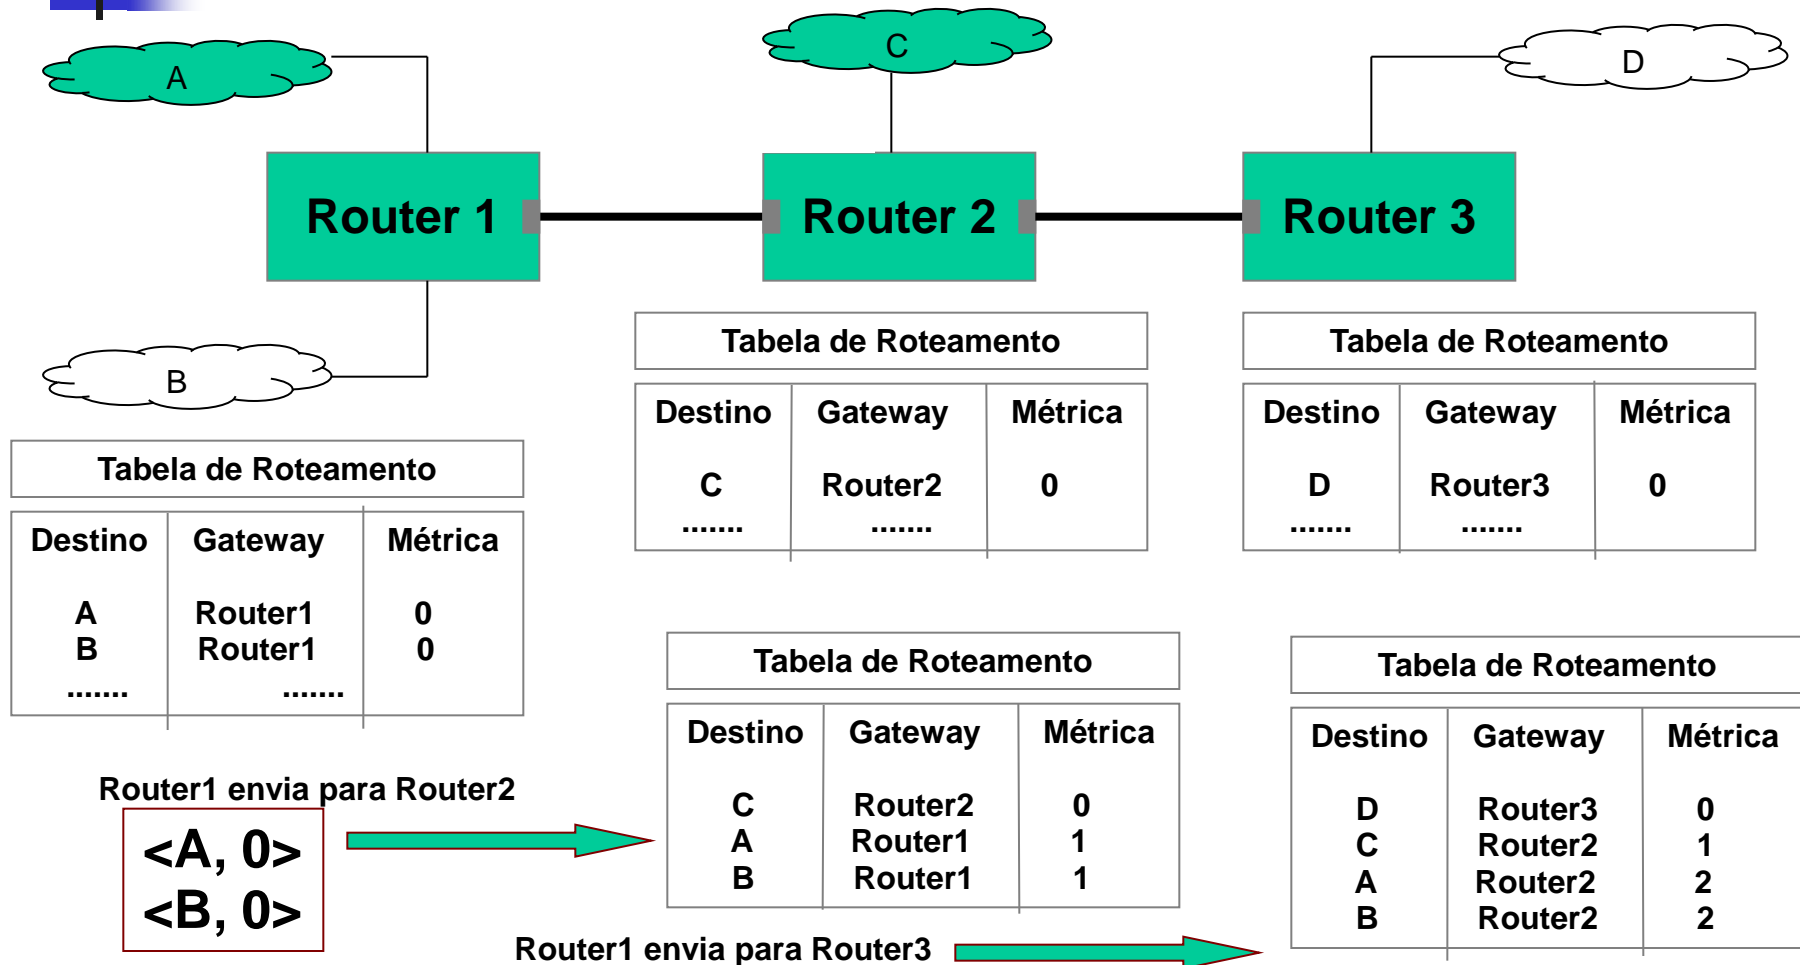 A
C
D
Router 1
Router 2
Router 3
B
Tabela de Roteamento
Destino Gateway Métrica
A Router1 0
B Router1 0
....... .......
Tabela de Roteamento
Destino Gateway Métrica
C Router2 0
....... .......
Tabela de Roteamento
Destino Gateway Métrica
D Router3 0
....... .......
Router1 envia para Router2
<A, 0>
<B, 0>
Tabela de Roteamento
Destino Gateway Métrica
C Router2 0
A Router1 1
B Router1 1
Router1 envia para Router3
Tabela de Roteamento
Destino Gateway Métrica
D Router3 0
C Router2 1
A Router2 2
B Router2 2